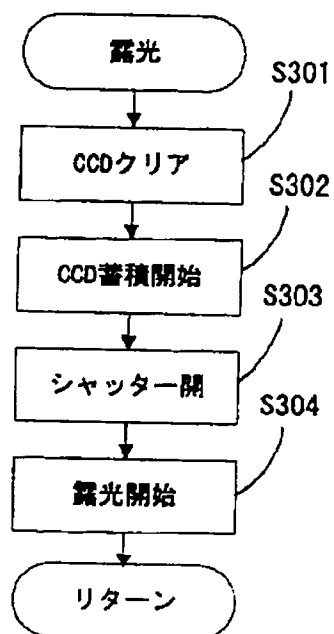 露光
S301
CCDクリア
S302
CCD蓄積開始
S303
シャッター開
S304
露光開始
リターン